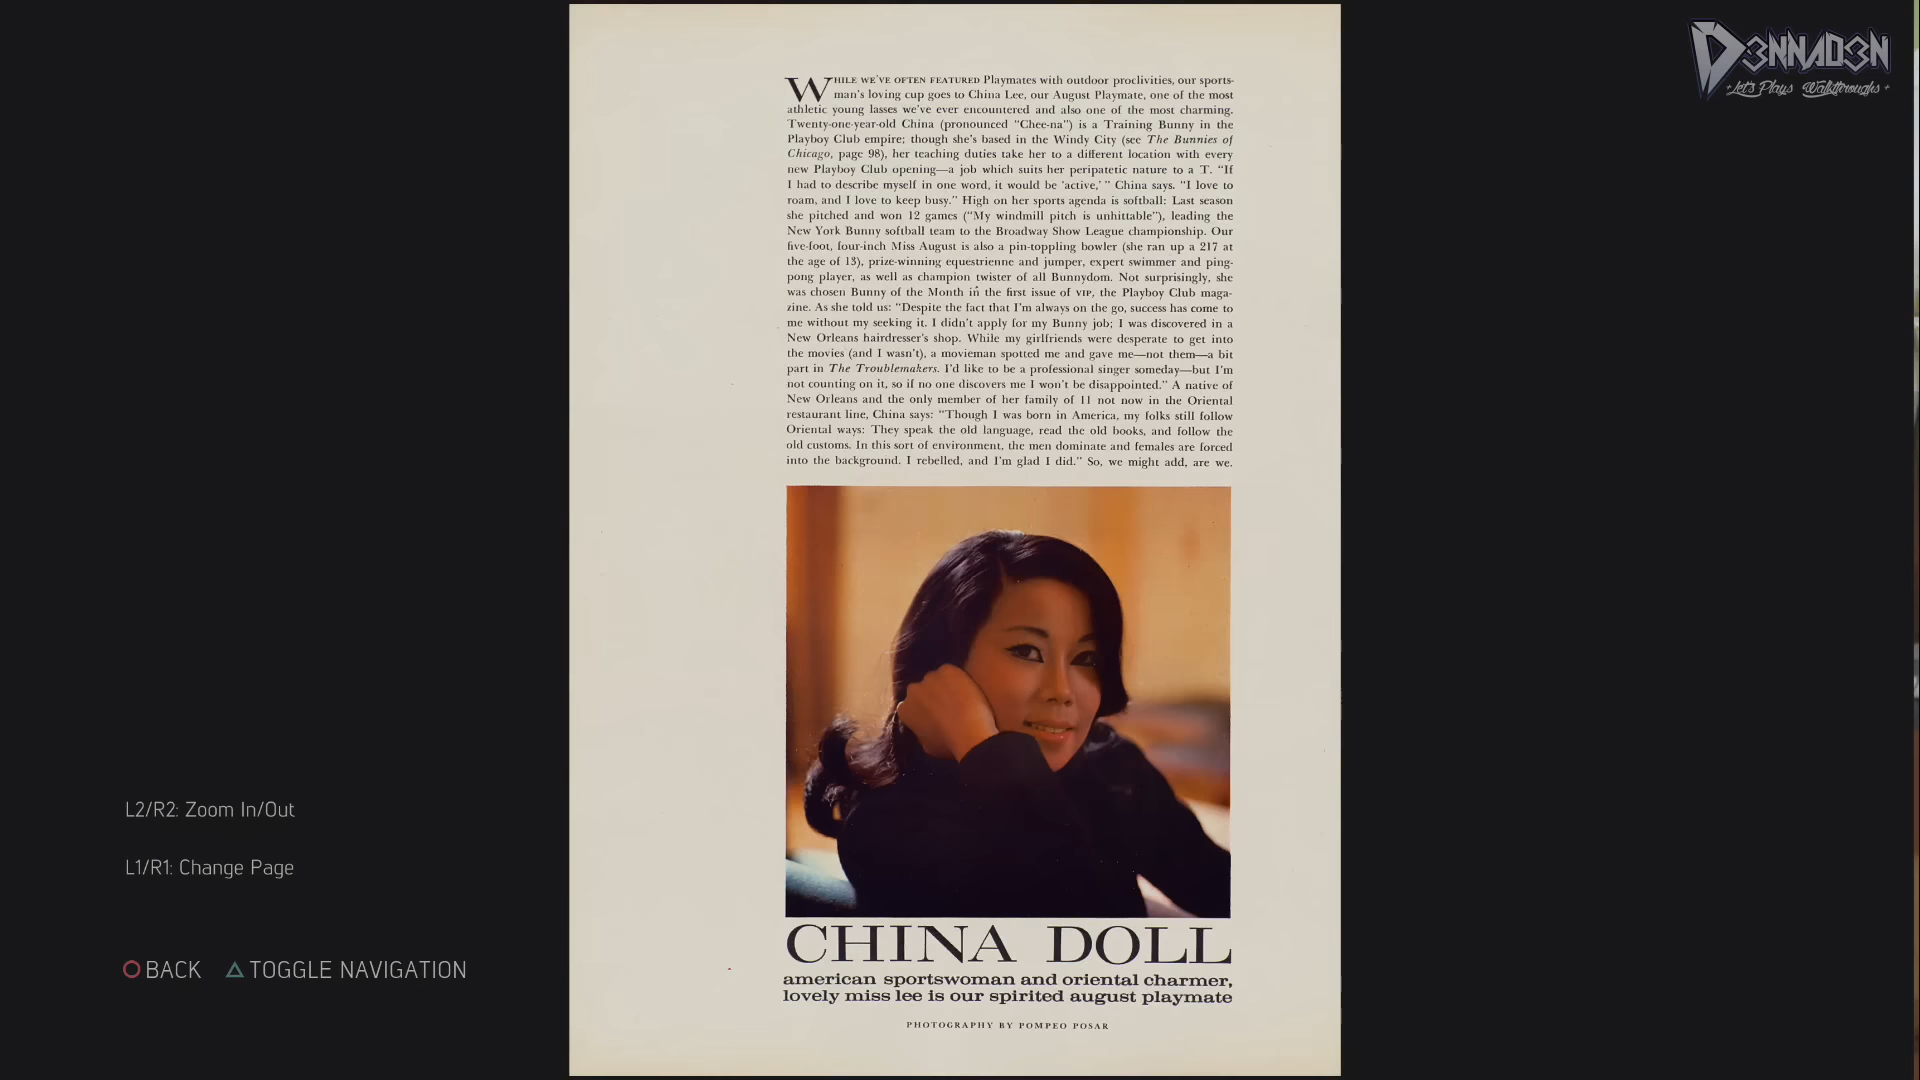 D3NNAD3N
Let's Plays Walkthroughs
WHILE WE'VE OFTEN FEATURED Playmates with outdoor proclivities, our sports-
man's loving cup goes to China Lee, our August Playmate, one of the most
athletic young lasses we've ever encountered and also one of the most charming.
Twenty-one-year-old China (pronounced "Chee-na") is a Training Bunny in the
Playboy Club empire; though she's based in the Windy City (see The Bunnies of
Chicago, page 98), her teaching duties take her to a different location with every
new Playboy Club opening—a job which suits her peripatetic nature to a T. "If
I had to describe myself in one word, it would be 'active,' " China says. "I love to
roam, and I love to keep busy." High on her sports agenda is softball: Last season
she pitched and won 12 games ("My windmill pitch is unhittable"), leading the
New York Bunny softball team to the Broadway Show League championship. Our
five-foot, four-inch Miss August is also a pin-toppling bowler (she ran up a 217 at
the age of 13), prize-winning equestrienne and jumper, expert swimmer and ping-
pong player, as well as champion twister of all Bunnydom. Not surprisingly, she
was chosen Bunny of the Month in the first issue of VIP, the Playboy Club maga-
zine. As she told us: "Despite the fact that I'm always on the go, success has come to
me without my seeking it. I didn't apply for my Bunny job; I was discovered in a
New Orleans hairdresser's shop. While my girlfriends were desperate to get into
the movies (and I wasn't), a movieman spotted me and gave me—not them—a bit
part in The Troublemakers. I'd like to be a professional singer someday—but I'm
not counting on it, so if no one discovers me I won't be disappointed." A native of
New Orleans and the only member of her family of 11 not now in the Oriental
restaurant line, China says: "Though I was born in America, my folks still follow
Oriental ways: They speak the old language, read the old books, and follow the
old customs. In this sort of environment, the men dominate and females are forced
into the background. I rebelled, and I'm glad I did." So, we might add, are we.
CHINA DOLL
american sportswoman and oriental charmer,
lovely miss lee is our spirited august playmate
PHOTOGRAPHY BY POMPEO POSAR
L2/R2: Zoom In/Out
L1/R1: Change Page
BACK TOGGLE NAVIGATION